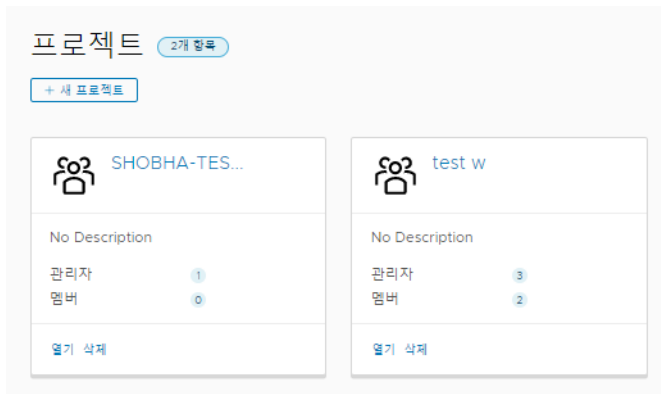 프로젝트 2개 항목
+ 새 프로젝트
SHOBHA-TES...
No Description
관리자 1
멤버 0
열기 삭제
test w
No Description
관리자 3
멤버 2
열기 삭제